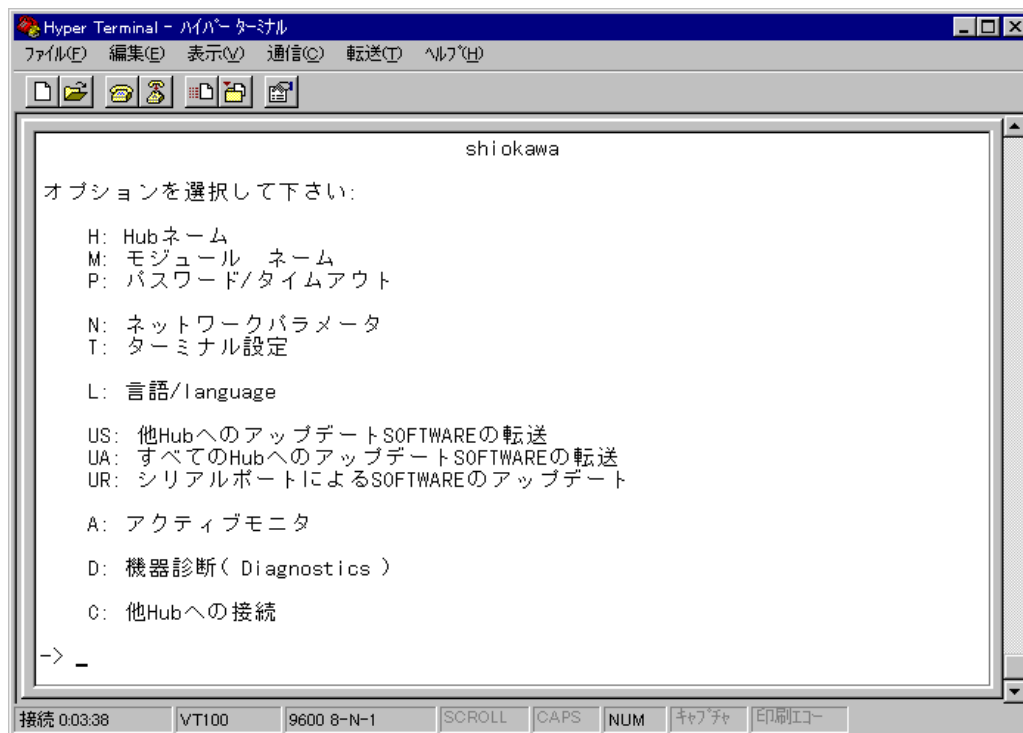 Hyper Terminal - ﾊｲﾊﾟｰ ﾀｰﾐﾅﾙ
ﾌｧｲﾙ(F) 編集(E) 表示(V) 通信(C) 転送(T) ﾍﾙﾌﾟ(H)
shiokawa
オプションを選択して下さい:
H: Hubネーム
M: モジュール ネーム
P: パスワード/タイムアウト
N: ネットワークパラメータ
T: ターミナル設定
L: 言語/language
US: 他HubへのアップデートSOFTWAREの転送
UA: すべてのHubへのアップデートSOFTWAREの転送
UR: シリアルポートによるSOFTWAREのアップデート
A: アクティブモニタ
D: 機器診断( Diagnostics )
C: 他Hubへの接続
-> _
接続 0:03:38 VT100 9600 8-N-1 SCROLL CAPS NUM ｷｬﾌﾟﾁｬ 印刷ｴｺｰ